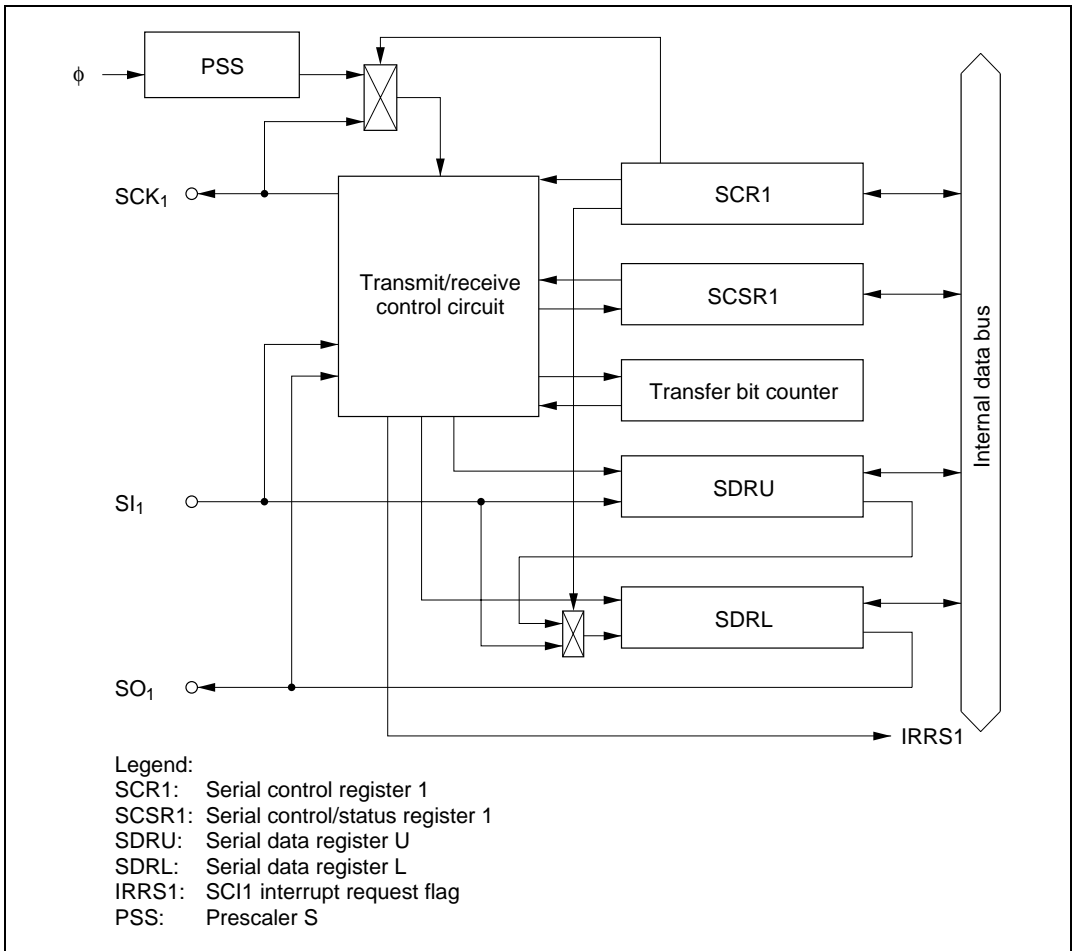 φ
PSS
SCK1
SCR1
Transmit/receive
control circuit
SCSR1
Transfer bit counter
Internal data bus
SI1
SDRU
SDRL
SO1
IRRS1
Legend:
SCR1: Serial control register 1
SCSR1: Serial control/status register 1
SDRU: Serial data register U
SDRL: Serial data register L
IRRS1: SCI1 interrupt request flag
PSS: Prescaler S